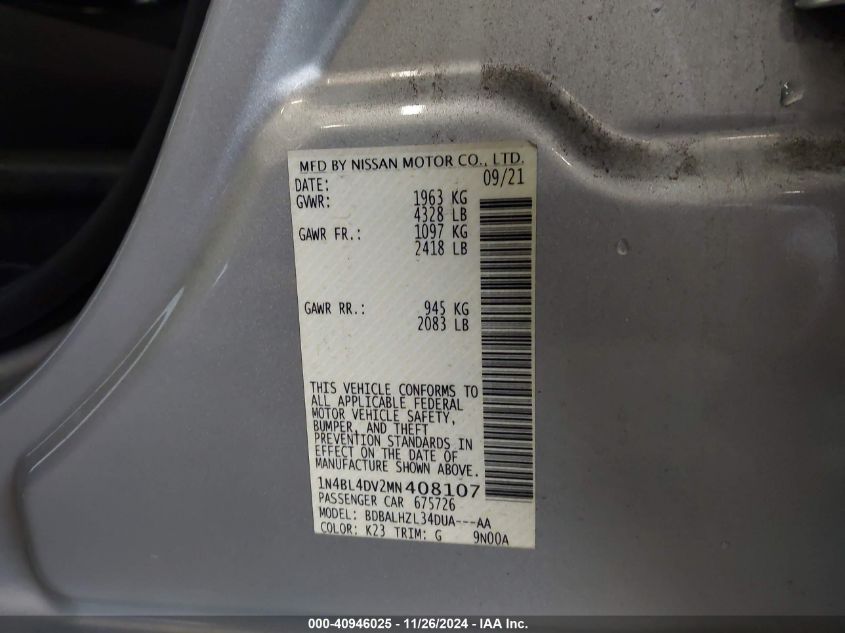 MFD BY NISSAN MOTOR CO., LTD.
DATE: 09/21
GVWR: 1963 KG
4328 LB
GAWR FR.: 1097 KG
2418 LB
GAWR RR.: 945 KG
2083 LB
THIS VEHICLE CONFORMS TO
ALL APPLICABLE FEDERAL
MOTOR VEHICLE SAFETY,
BUMPER, AND THEFT
PREVENTION STANDARDS IN
EFFECT ON THE DATE OF
MANUFACTURE SHOWN ABOVE.
1N4BL4DV2MN408107
PASSENGER CAR 675726
MODEL: BDBALHZL34DUA---AA
COLOR: K23 TRIM: G 9N00A
000-40946025 - 11/26/2024 - IAA Inc.